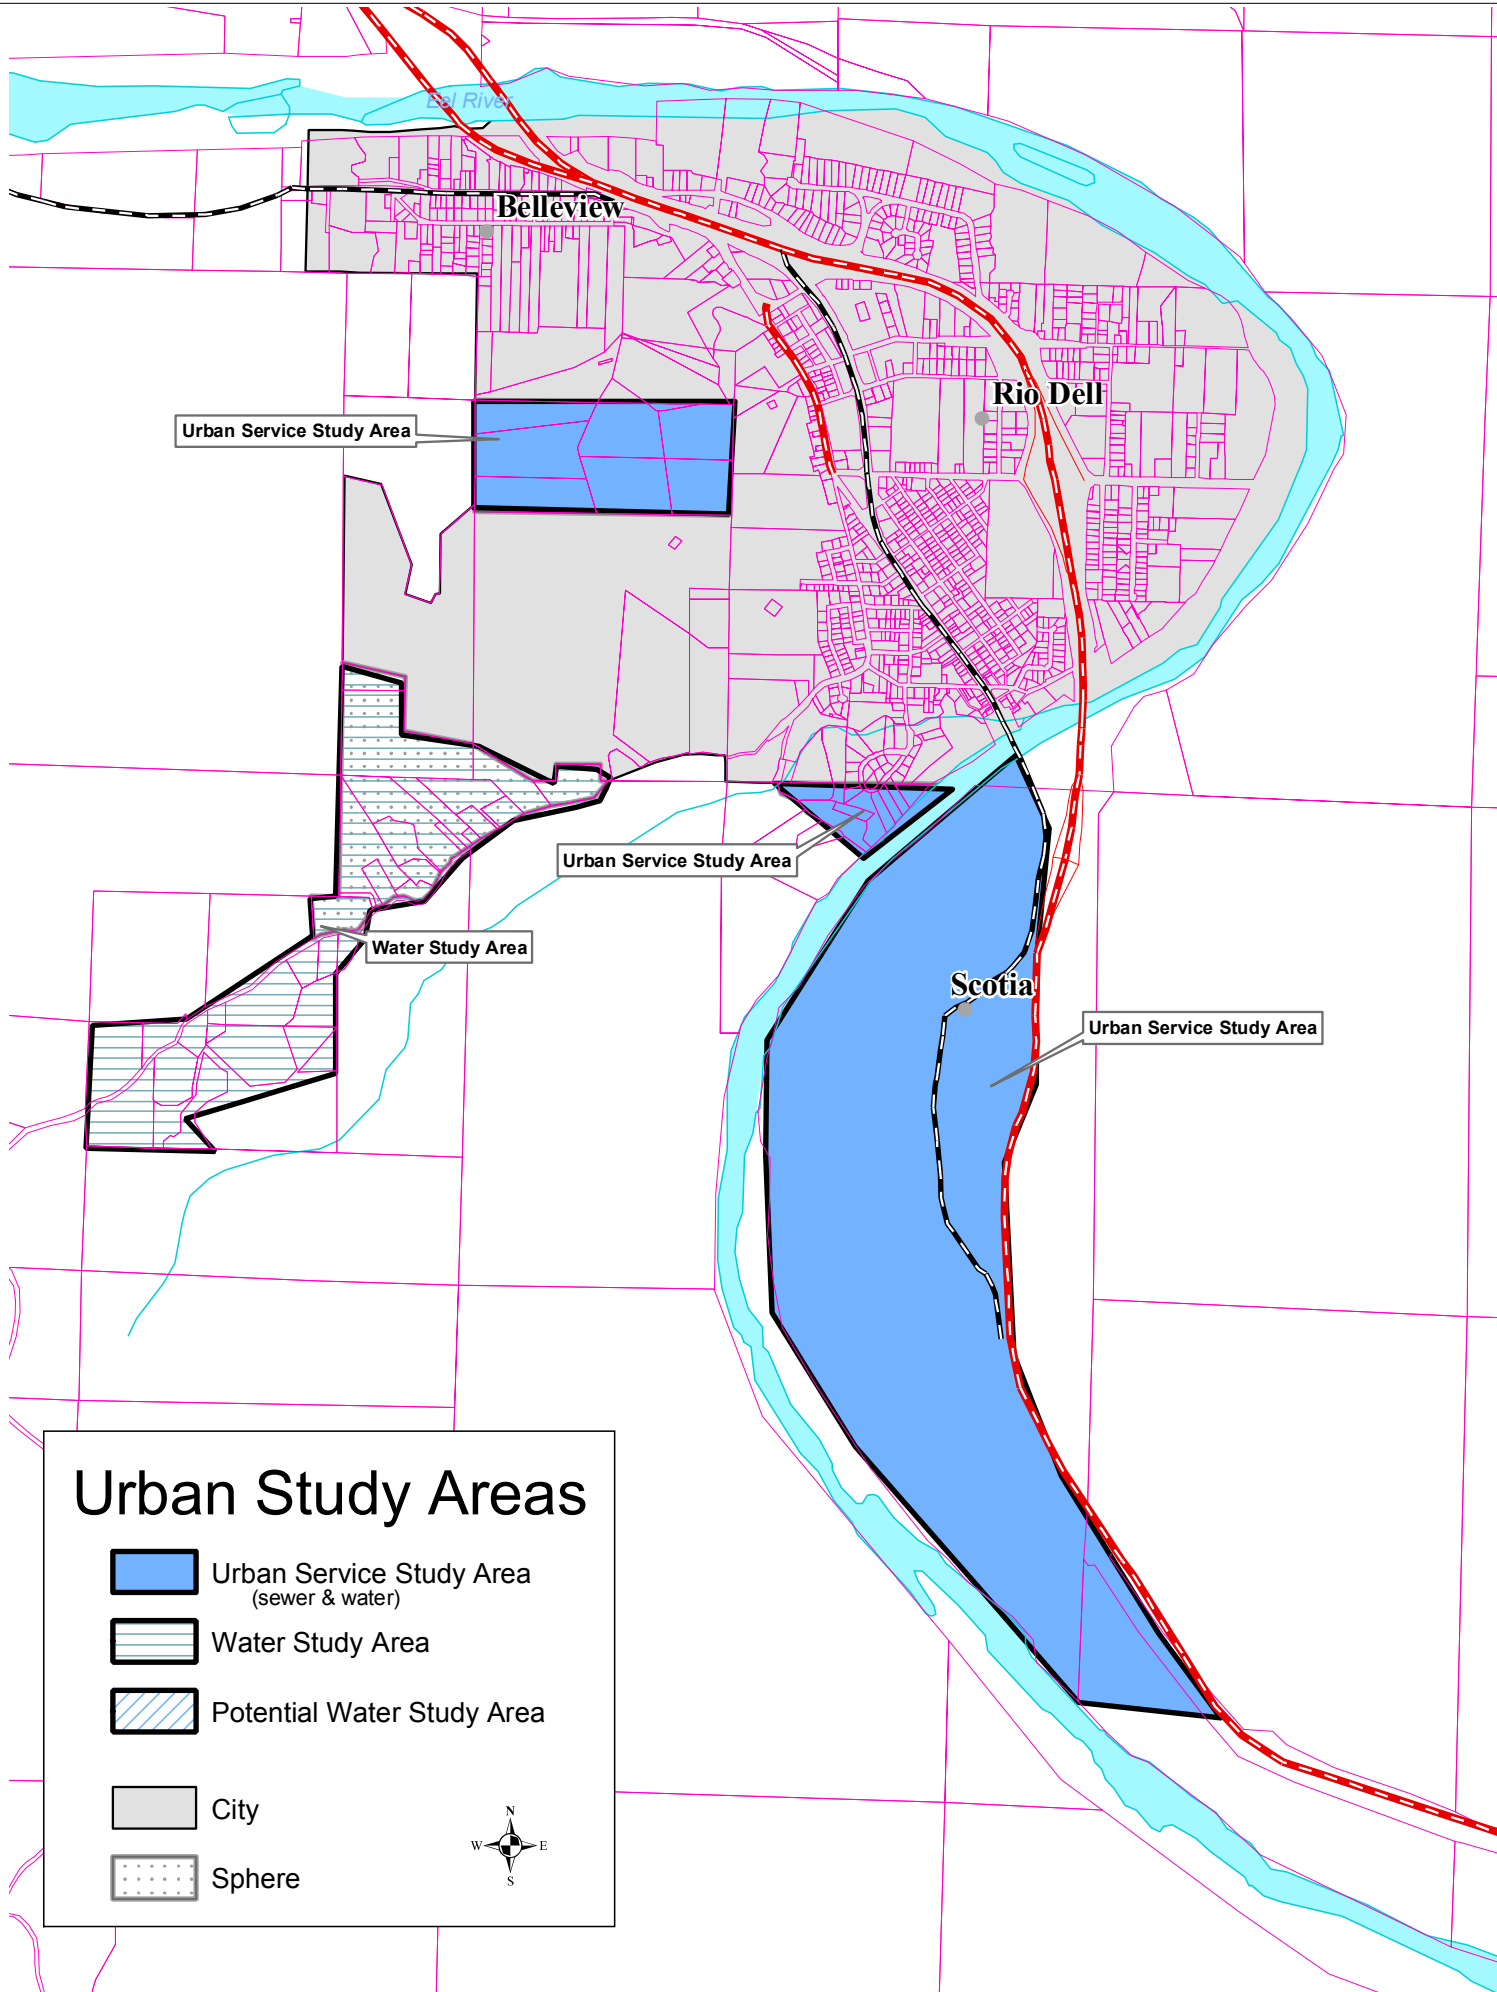 Eel River
Belleview
Rio Dell
Urban Service Study Area
Urban Service Study Area
Water Study Area
Scotia
Urban Service Study Area
Urban Study Areas
Urban Service Study Area
(sewer & water)
Water Study Area
Potential Water Study Area
City
Sphere
N
W E
S